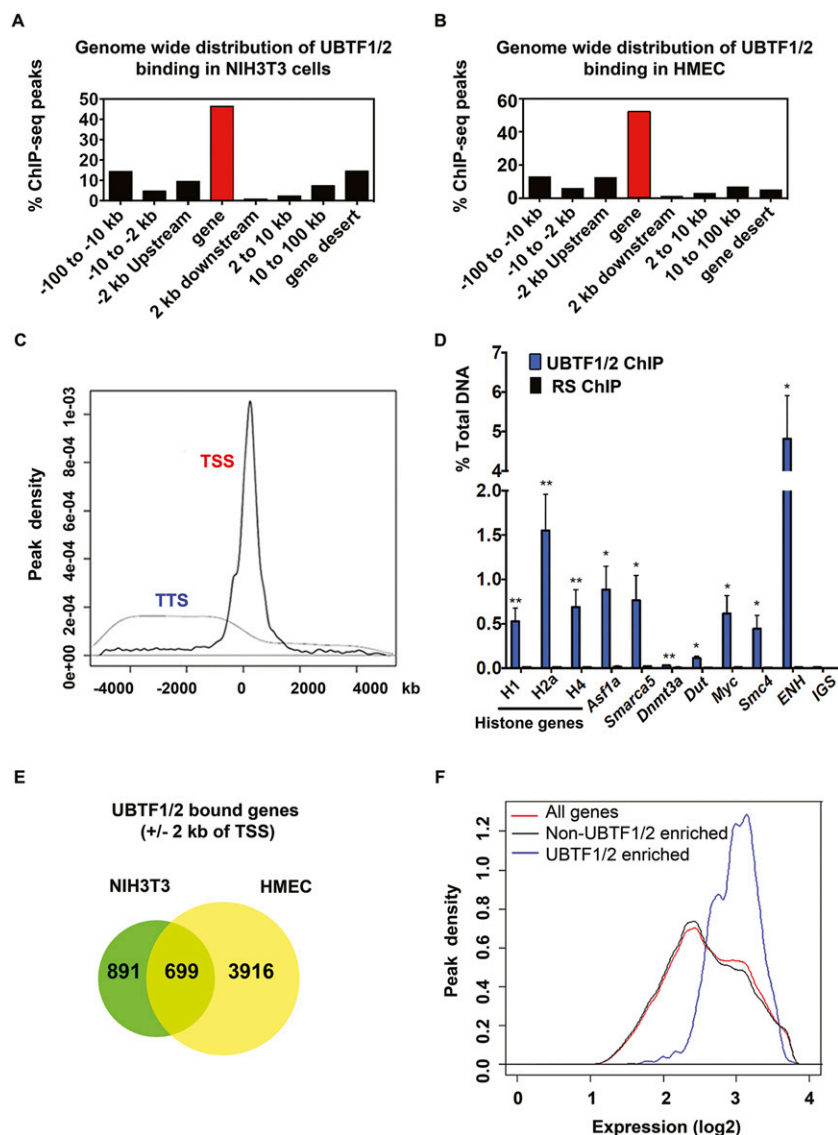 A
Genome wide distribution of UBTF1/2
binding in NIH3T3 cells
% ChIP-seq peaks
50
40
30
20
10
0
-100 to -10 kb
-10 to -2 kb
-2 kb Upstream
gene
2 kb downstream
2 to 10 kb
10 to 100 kb
gene desert
B
Genome wide distribution of UBTF1/2
binding in HMEC
% ChIP-seq peaks
60
40
20
0
-100 to -10 kb
-10 to -2 kb
-2 kb Upstream
gene
2 kb downstream
2 to 10 kb
10 to 100 kb
gene desert
C
Peak density
1e-03
8e-04
6e-04
4e-04
2e-04
0e+00
TSS
TTS
-4000 -2000 0 2000 4000 kb
D
% Total DNA
7
6
5
4
2.0
1.5
1.0
0.5
0.0
UBTF1/2 ChIP
RS ChIP
**
**
**
*
*
**
*
*
*
*
H1
H2a
H4
Asf1a
Smarca5
Dnmt3a
Dut
Myc
Smc4
ENH
IGS
Histone genes
E
UBTF1/2 bound genes
(+/- 2 kb of TSS)
NIH3T3 HMEC
891 699 3916
F
Peak density
1.2
1.0
0.8
0.6
0.4
0.2
0.0
All genes
Non-UBTF1/2 enriched
UBTF1/2 enriched
0 1 2 3 4
Expression (log2)